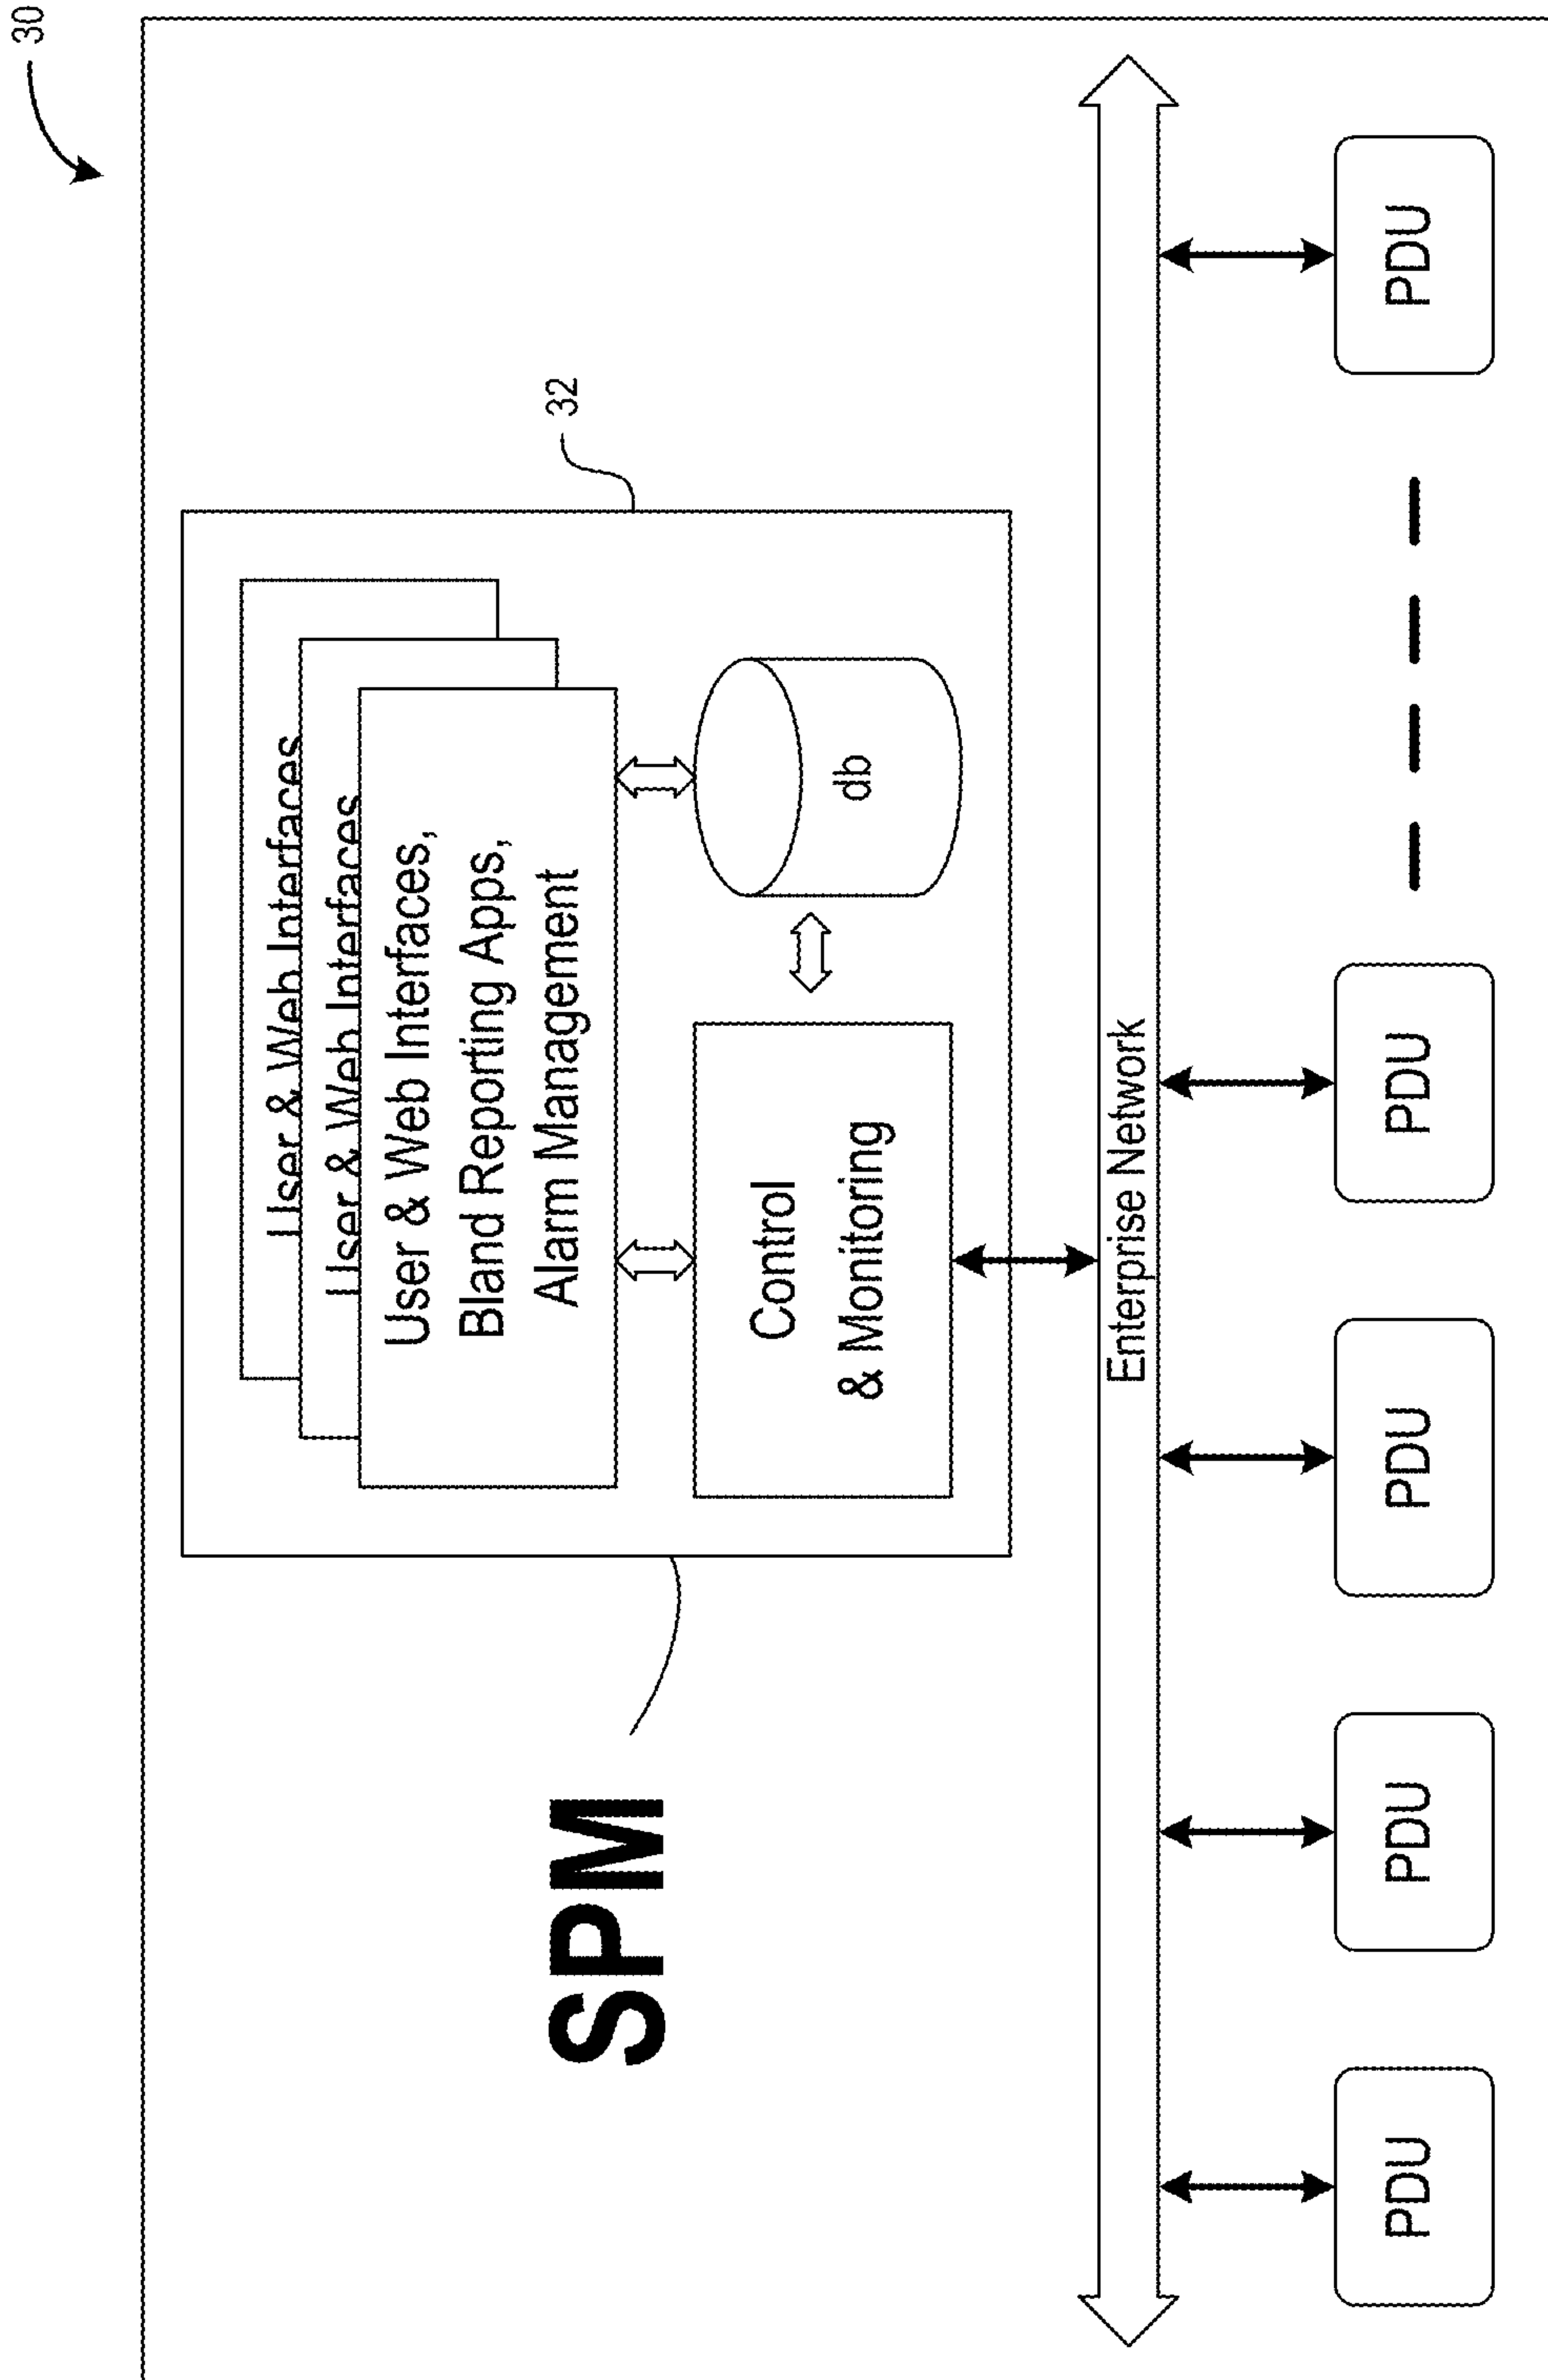 30
32
User & Web Interfaces
User & Web Interfaces
User & Web Interfaces,
Bland Reporting Apps,
Alarm Management
db
Control
& Monitoring
SPM
Enterprise Network
PDU
PDU
PDU
PDU
PDU